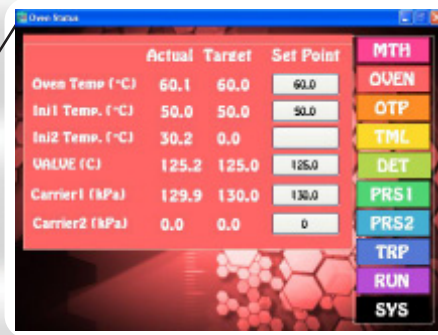 Oven Status
Actual Target Set Point
Oven Temp (°C) 60.1 60.0 60.0
Inj1 Temp. (°C) 50.0 50.0 50.0
Inj2 Temp. (°C) 30.2 0.0
VALVE (C) 125.2 125.0 125.0
Carrier1 (kPa) 129.9 130.0 130.0
Carrier2 (kPa) 0.0 0.0 0
MTH
OVEN
OTP
TML
DET
PRS1
PRS2
TRP
RUN
SYS